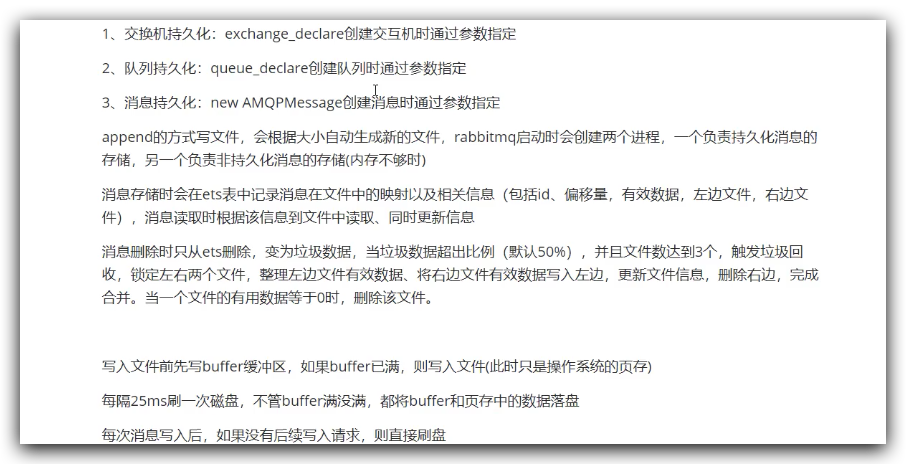 1、交换机持久化：exchange_declare创建交互机时通过参数指定
2、队列持久化：queue_declare创建队列时通过参数指定
3、消息持久化：new AMQPMessage创建消息时通过参数指定
append的方式写文件，会根据大小自动生成新的文件，rabbitmq启动时会创建两个进程，一个负责持久化消息的
存储，另一个负责非持久化消息的存储(内存不够时)
消息存储时会在ets表中记录消息在文件中的映射以及相关信息（包括id、偏移量，有效数据，左边文件，右边文
件），消息读取时根据该信息到文件中读取、同时更新信息
消息删除时只从ets删除，变为垃圾数据，当垃圾数据超出比例（默认50%），并且文件数达到3个，触发垃圾回
收，锁定左右两个文件，整理左边文件有效数据、将右边文件有效数据写入左边，更新文件信息，删除右边，完成
合并。当一个文件的有用数据等于0时，删除该文件。
写入文件前先写buffer缓冲区，如果buffer已满，则写入文件(此时只是操作系统的页存)
每隔25ms刷一次磁盘，不管buffer满没满，都将buffer和页存中的数据落盘
每次消息写入后，如果没有后续写入请求，则直接刷盘